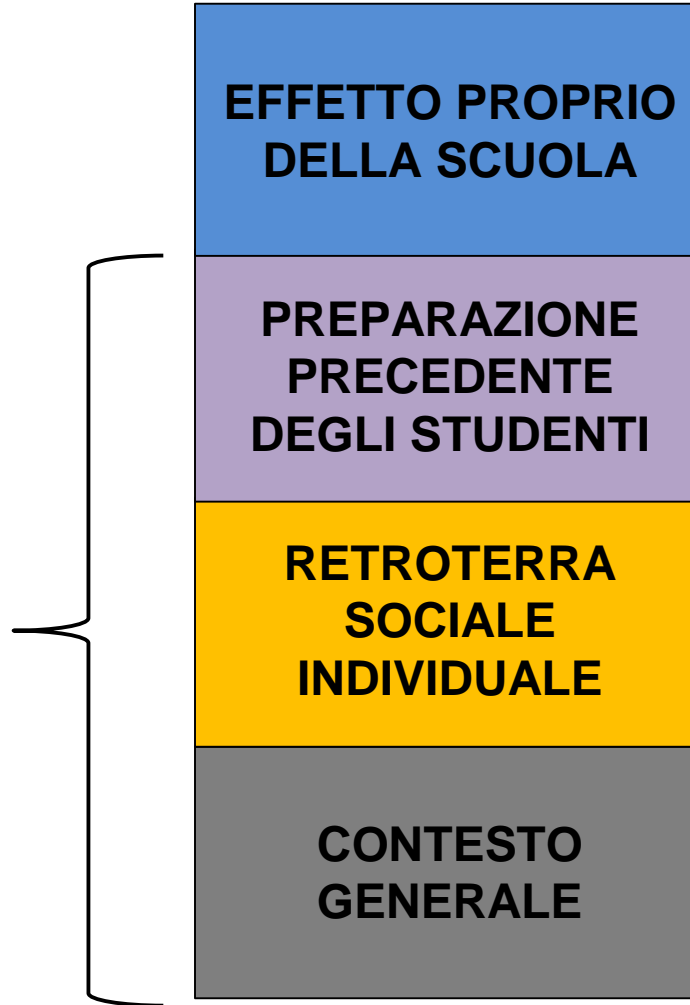 EFFETTO PROPRIO
DELLA SCUOLA
PREPARAZIONE
PRECEDENTE
DEGLI STUDENTI
RETROTERRA
SOCIALE
INDIVIDUALE
CONTESTO
GENERALE